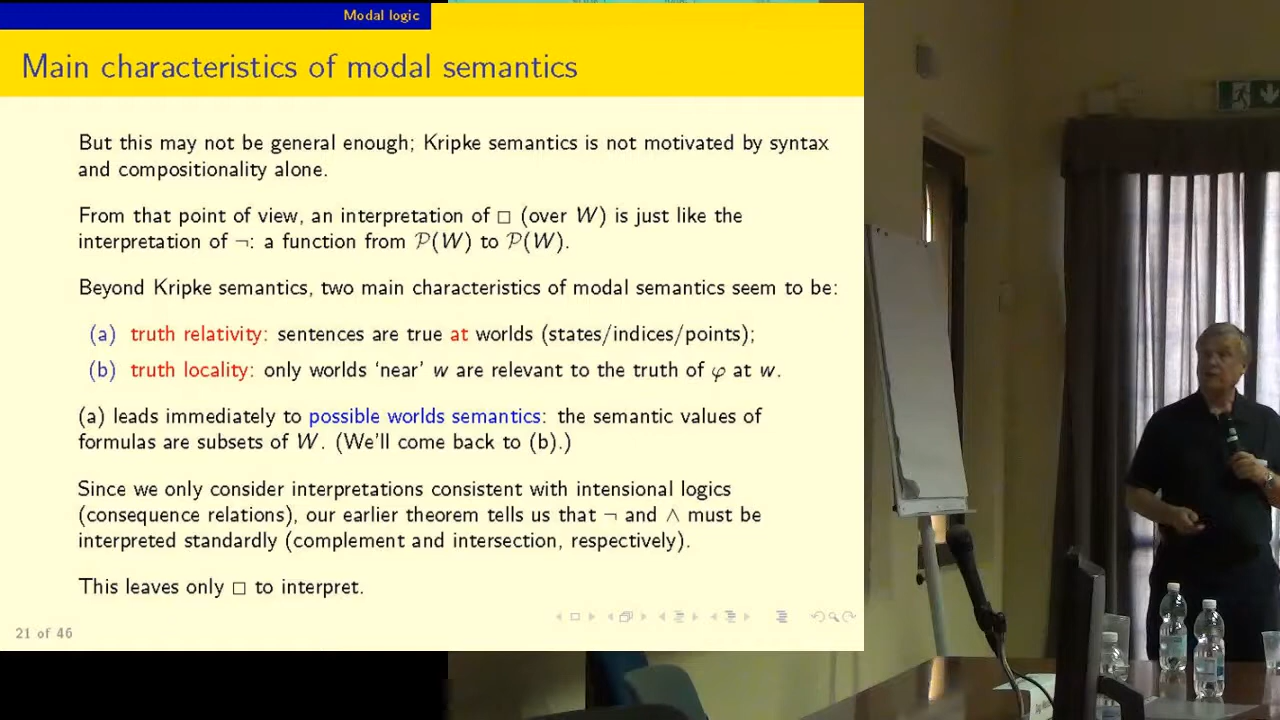 Modal logic
Main characteristics of modal semantics
But this may not be general enough; Kripke semantics is not motivated by syntax
and compositionality alone.
From that point of view, an interpretation of □ (over W) is just like the
interpretation of ¬: a function from 𝒫(W) to 𝒫(W).
Beyond Kripke semantics, two main characteristics of modal semantics seem to be:
(a) truth relativity: sentences are true at worlds (states/indices/points);
(b) truth locality: only worlds ‘near’ w are relevant to the truth of φ at w.
(a) leads immediately to possible worlds semantics: the semantic values of
formulas are subsets of W. (We'll come back to (b).)
Since we only consider interpretations consistent with intensional logics
(consequence relations), our earlier theorem tells us that ¬ and ∧ must be
interpreted standardly (complement and intersection, respectively).
This leaves only □ to interpret.
21 of 46